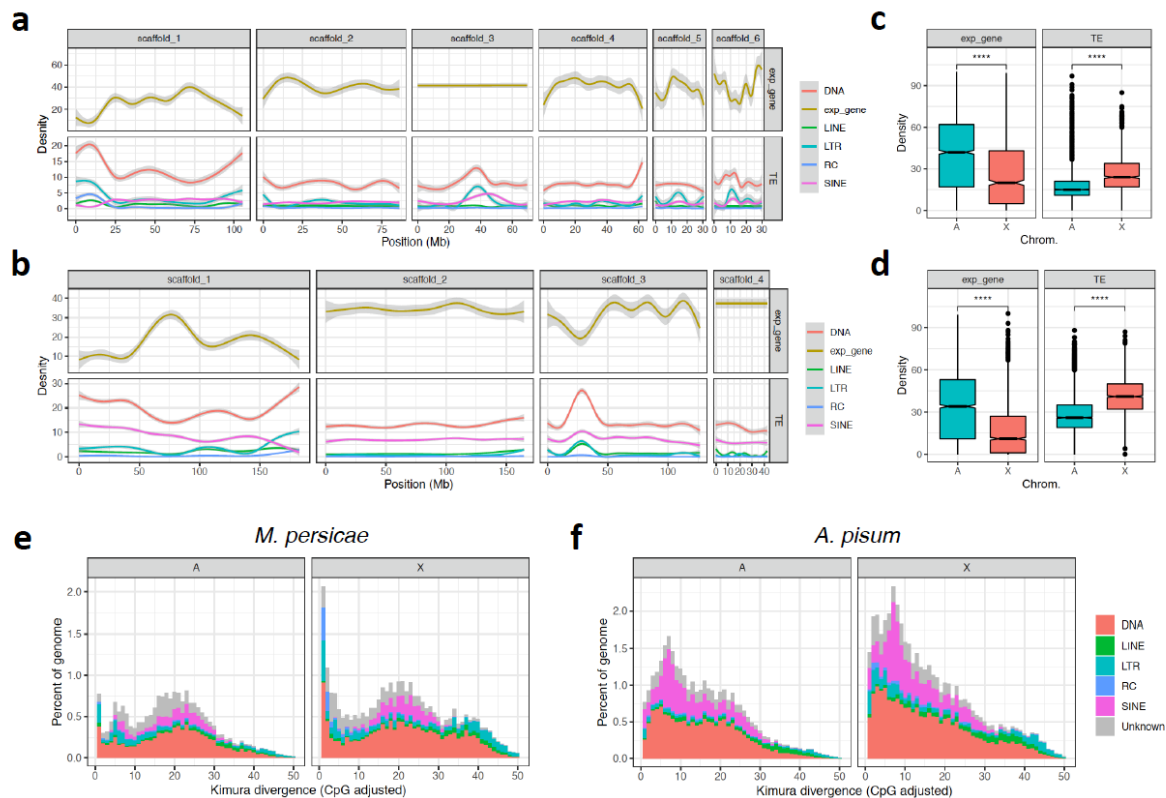 a
scaffold_1 scaffold_2 scaffold_3 scaffold_4 scaffold_5 scaffold_6
60
40
20
exp_gene
20
15
10
5
0
TE
Desnity
0 25 50 75 100 0 20 40 60 80 0 20 40 60 0 20 40 60 0 10 20 30 0 10 20 30
Position (Mb)
DNA
exp_gene
LINE
LTR
RC
SINE
b
scaffold_1 scaffold_2 scaffold_3 scaffold_4
40
30
20
10
exp_gene
30
20
10
0
TE
Desnity
0 50 100 150 0 50 100 150 0 50 100 0 10 20 30 40
Position (Mb)
DNA
exp_gene
LINE
LTR
RC
SINE
c
exp_gene TE
**** ****
90
60
30
0
Density
A X A X
Chrom.
d
exp_gene TE
**** ****
90
60
30
0
Density
A X A X
Chrom.
e
M. persicae
A X
2.0
1.5
1.0
0.5
0.0
Percent of genome
0 10 20 30 40 50 0 10 20 30 40 50
Kimura divergence (CpG adjusted)
f
A. pisum
A X
2.0
1.5
1.0
0.5
0.0
Percent of genome
0 10 20 30 40 50 0 10 20 30 40 50
Kimura divergence (CpG adjusted)
DNA
LINE
LTR
RC
SINE
Unknown